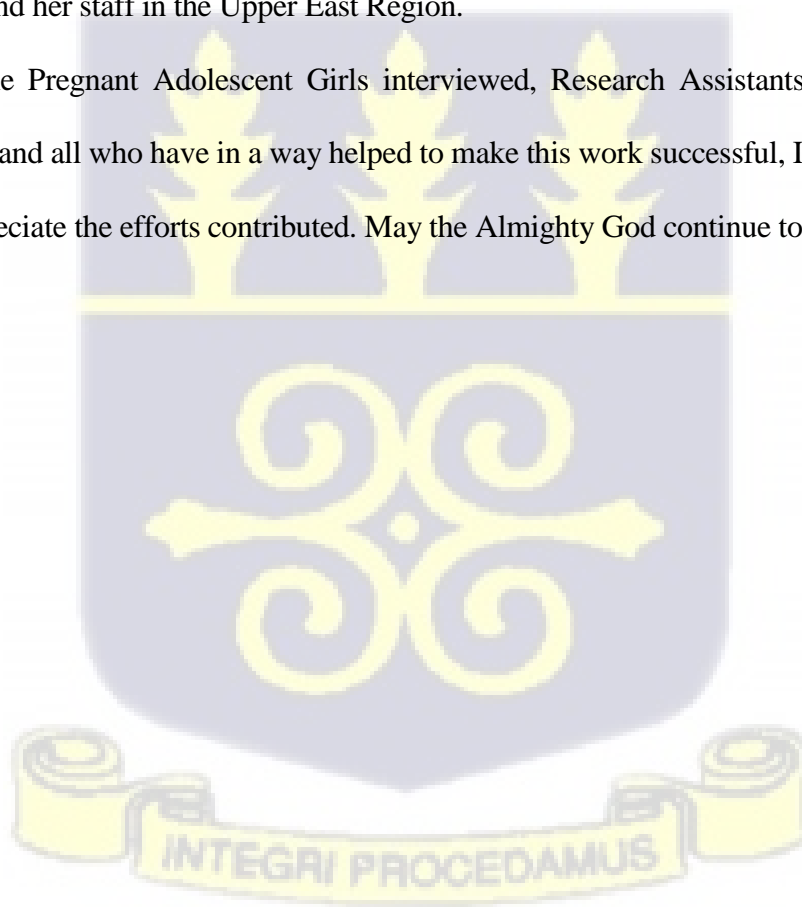 nd her staff in the Upper East Region.
e Pregnant Adolescent Girls interviewed, Research Assistants
and all who have in a way helped to make this work successful, I
eciate the efforts contributed. May the Almighty God continue to
INTEGRI PROCEDAMUS